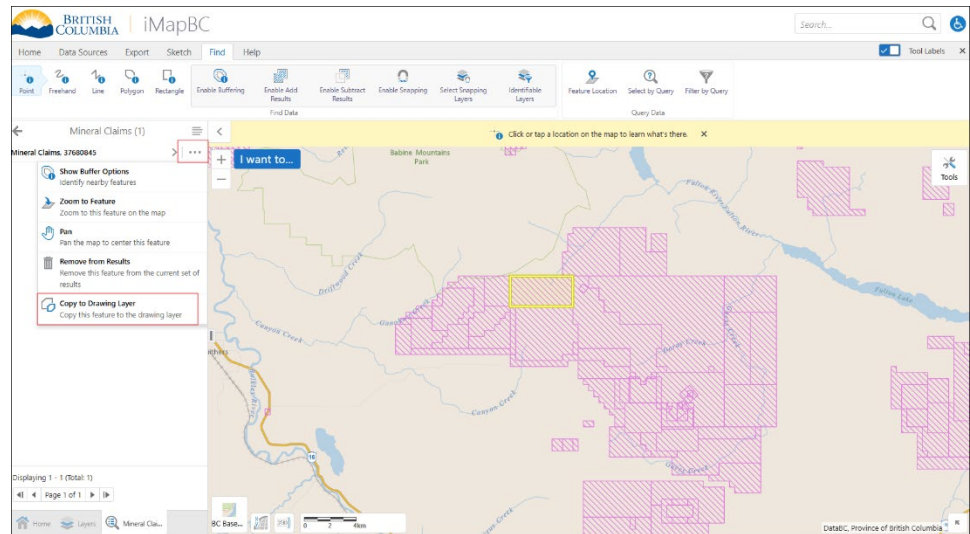 BRITISH
COLUMBIA
iMapBC
Search...
Home Data Sources Export Sketch Find Help
Tool Labels
Point Freehand Line Polygon Rectangle
Enable Buffering
Enable Add
Results
Enable Subtract
Results
Enable Snapping
Select Snapping
Layers
Identifiable
Layers
Feature Location Select by Query Filter by Query
Find Data
Query Data
Mineral Claims (1)
Click or tap a location on the map to learn what's there.
Mineral Claims, 37680845
I want to...
Tools
Show Buffer Options
Identify nearby features
Zoom to Feature
Zoom to this feature on the map
Pan
Pan the map to center this feature
Remove from Results
Remove this feature from the current set of
results
Copy to Drawing Layer
Copy this feature to the drawing layer
Babine Mountains
Park
Fulton River
Fulton River
Fulton Lake
Driftwood Creek
Canyon Creek
Canyon Creek
16
Displaying 1 - 1 (Total: 1)
Page 1 of 1
Home Layers Mineral Clai...
BC Base...
0 2 4km
DataBC, Province of British Columbia